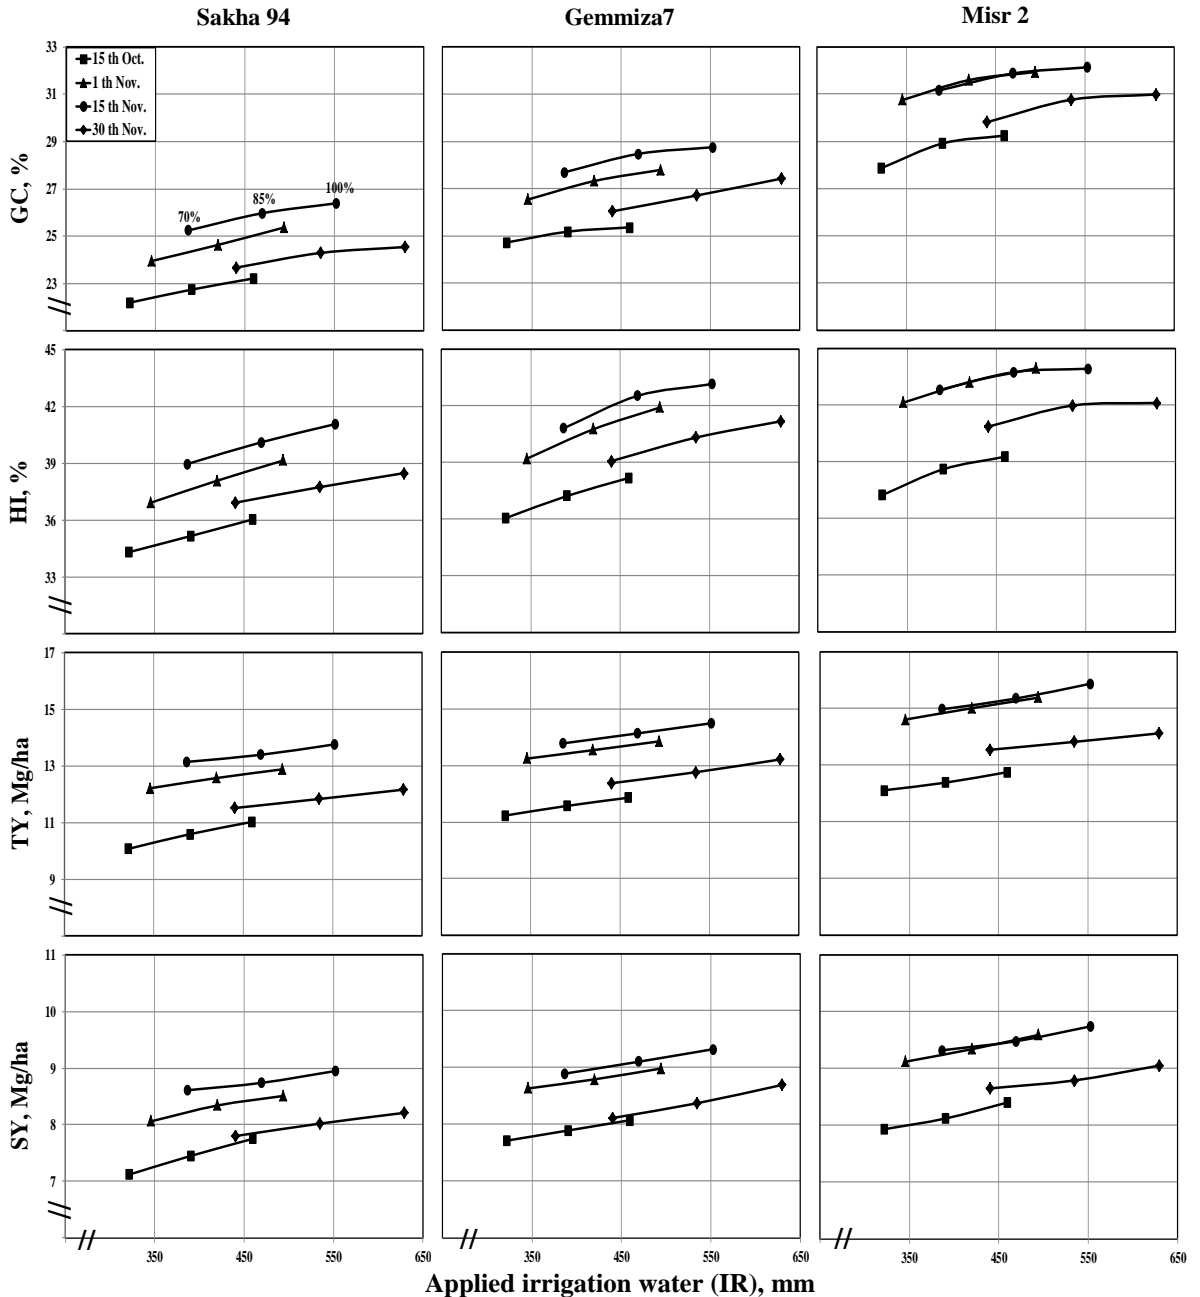 Sakha 94 Gemmiza7 Misr 2
33
15 th Oct.
1 th Nov.
15 th Nov.
30 th Nov.
31
29
27
25
23
GC, %
70% 85% 100%
45
42
39
36
33
HI, %
17
15
13
11
9
TY, Mg/ha
11
10
9
8
7
SY, Mg/ha
350 450 550 650 350 450 550 650 350 450 550 650
Applied irrigation water (IR), mm